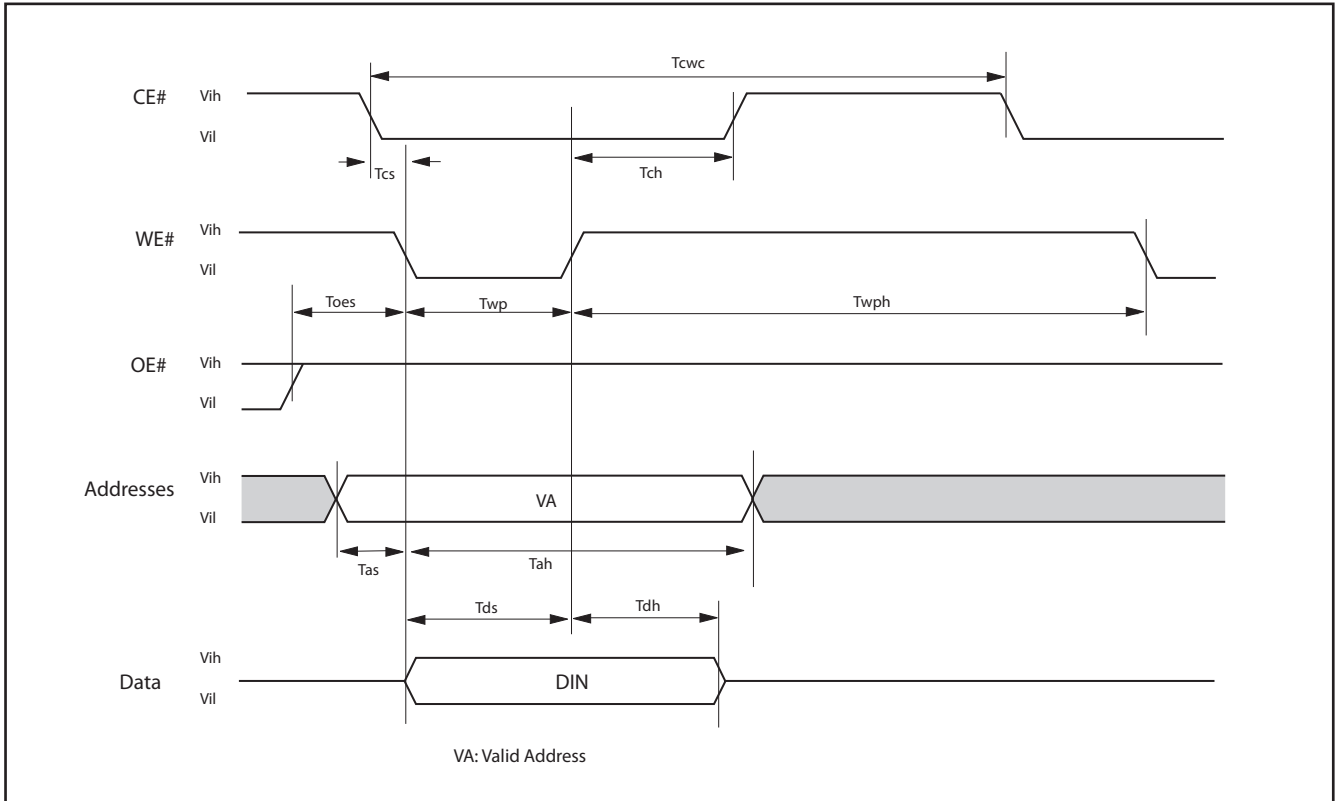 Tcwc
CE# Vih
Vil
Tcs
Tch
WE# Vih
Vil
Toes Twp Twph
OE# Vih
Vil
Addresses Vih
Vil
VA
Tas Tah
Tds Tdh
Data Vih
Vil
DIN
VA: Valid Address